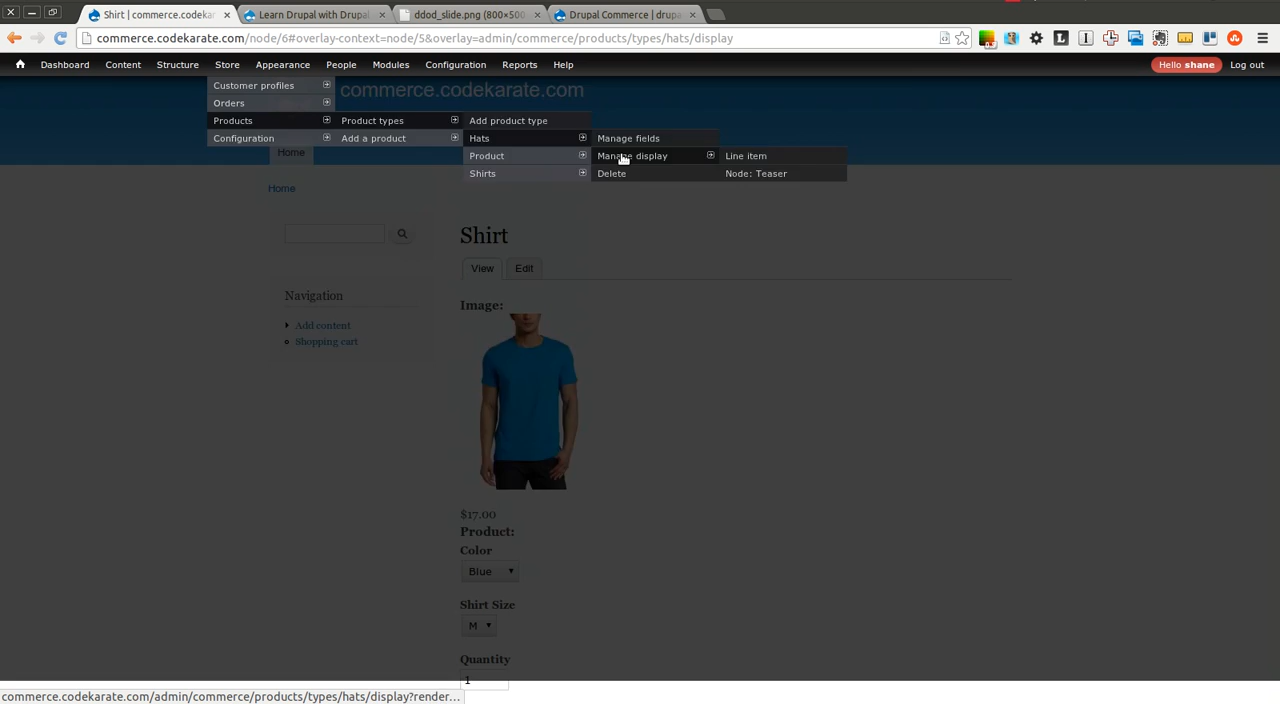 Shirt | commerce.codekar
Learn Drupal with Drupal
ddod_slide.png (800×500
Drupal Commerce | drupa
commerce.codekarate.com/node/6#overlay-context=node/5&overlay=admin/commerce/products/types/hats/display
Dashboard Content Structure Store Appearance People Modules Configuration Reports Help
Hello shane Log out
commerce.codekarate.com
Customer profiles
Orders
Products
Configuration
Product types
Add a product
Add product type
Hats
Product
Shirts
Manage fields
Manage display
Delete
Line item
Node: Teaser
Home
Home
Shirt
View Edit
Navigation
Add content
Shopping cart
Image:
$17.00
Product:
Color
Blue
Shirt Size
M
Quantity
1
commerce.codekarate.com/admin/commerce/products/types/hats/display?render...